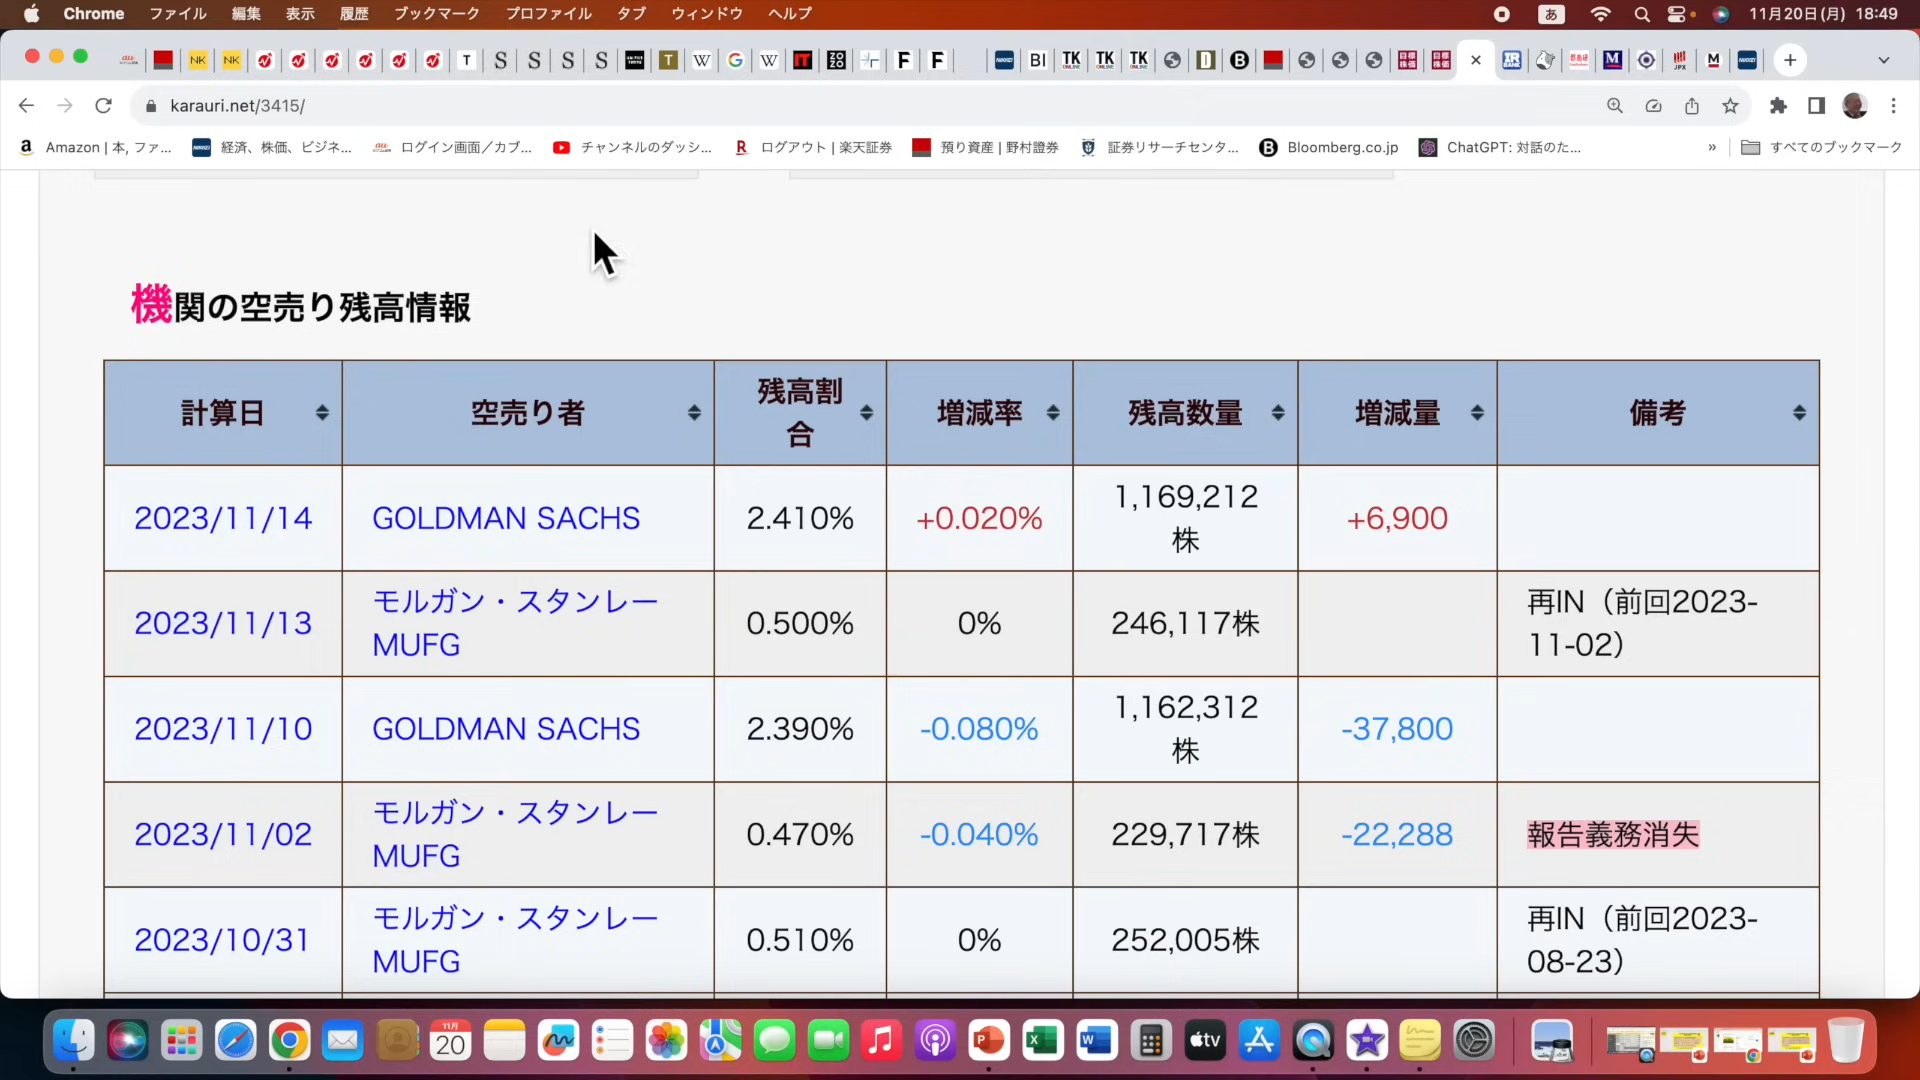 Chrome ファイル 編集 表示 履歴 ブックマーク プロファイル タブ ウィンドウ ヘルプ あ 11月20日(月) 18:49
NK NK T S S S S T W G W IT F F BI TK TK TK D B M M
karauri.net/3415/
Amazon | 本, ファ... 経済、株価、ビジネ... ログイン画面／カブ... チャンネルのダッシ... ログアウト | 楽天証券 預り資産 | 野村證券 証券リサーチセンタ... Bloomberg.co.jp ChatGPT: 対話のた... » すべてのブックマーク
機関の空売り残高情報
計算日 空売り者 残高割合 増減率 残高数量 増減量 備考
2023/11/14 GOLDMAN SACHS 2.410% +0.020% 1,169,212株 +6,900
2023/11/13 モルガン・スタンレーMUFG 0.500% 0% 246,117株 再IN（前回2023-11-02）
2023/11/10 GOLDMAN SACHS 2.390% -0.080% 1,162,312株 -37,800
2023/11/02 モルガン・スタンレーMUFG 0.470% -0.040% 229,717株 -22,288 報告義務消失
2023/10/31 モルガン・スタンレーMUFG 0.510% 0% 252,005株 再IN（前回2023-08-23）
11月
20
tv